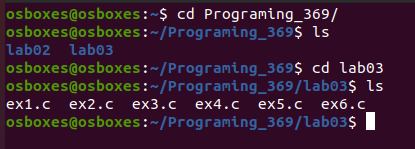 osboxes@osboxes:~$ cd Programing_369/
osboxes@osboxes:~/Programing_369$ ls
lab02  lab03
osboxes@osboxes:~/Programing_369$ cd lab03
osboxes@osboxes:~/Programing_369/lab03$ ls
ex1.c  ex2.c  ex3.c  ex4.c  ex5.c  ex6.c
osboxes@osboxes:~/Programing_369/lab03$